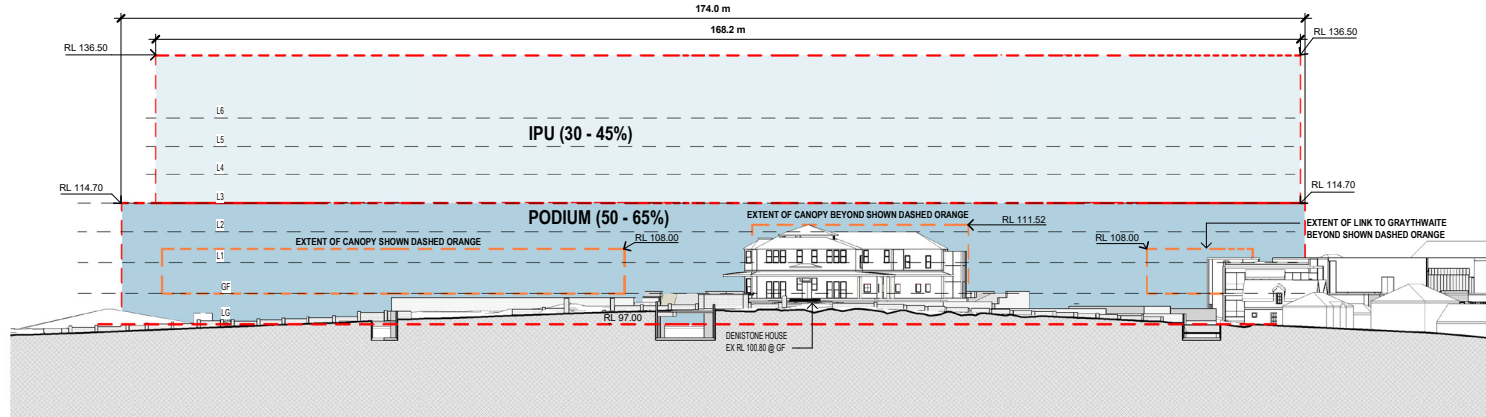 174.0 m
168.2 m
RL 136.50
RL 136.50
L6
IPU (30 - 45%)
L5
L4
L3
RL 114.70
RL 114.70
PODIUM (50 - 65%)
EXTENT OF CANOPY BEYOND SHOWN DASHED ORANGE
RL 111.52
L2
EXTENT OF LINK TO GRAYTHWAITE
BEYOND SHOWN DASHED ORANGE
EXTENT OF CANOPY SHOWN DASHED ORANGE
RL 108.00
RL 108.00
L1
GF
LG
RL 97.00
DENISTONE HOUSE
EX RL 100.80 @ GF